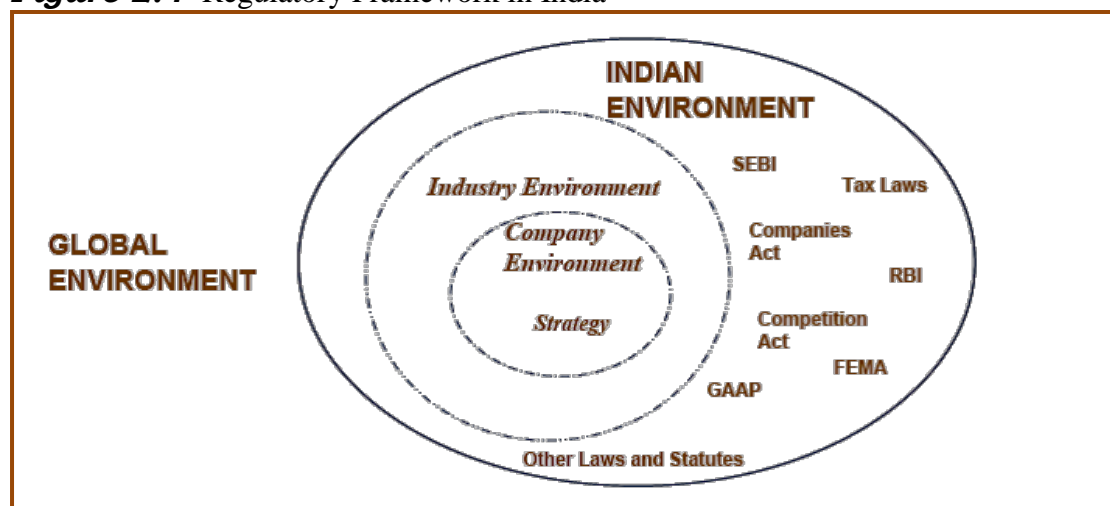 Regulatory Framework in India
INDIAN
ENVIRONMENT
SEBI
Tax Laws
Industry Environment
Company
Environment
Companies
Act
GLOBAL
ENVIRONMENT
RBI
Strategy
Competition
Act
FEMA
GAAP
Other Laws and Statutes